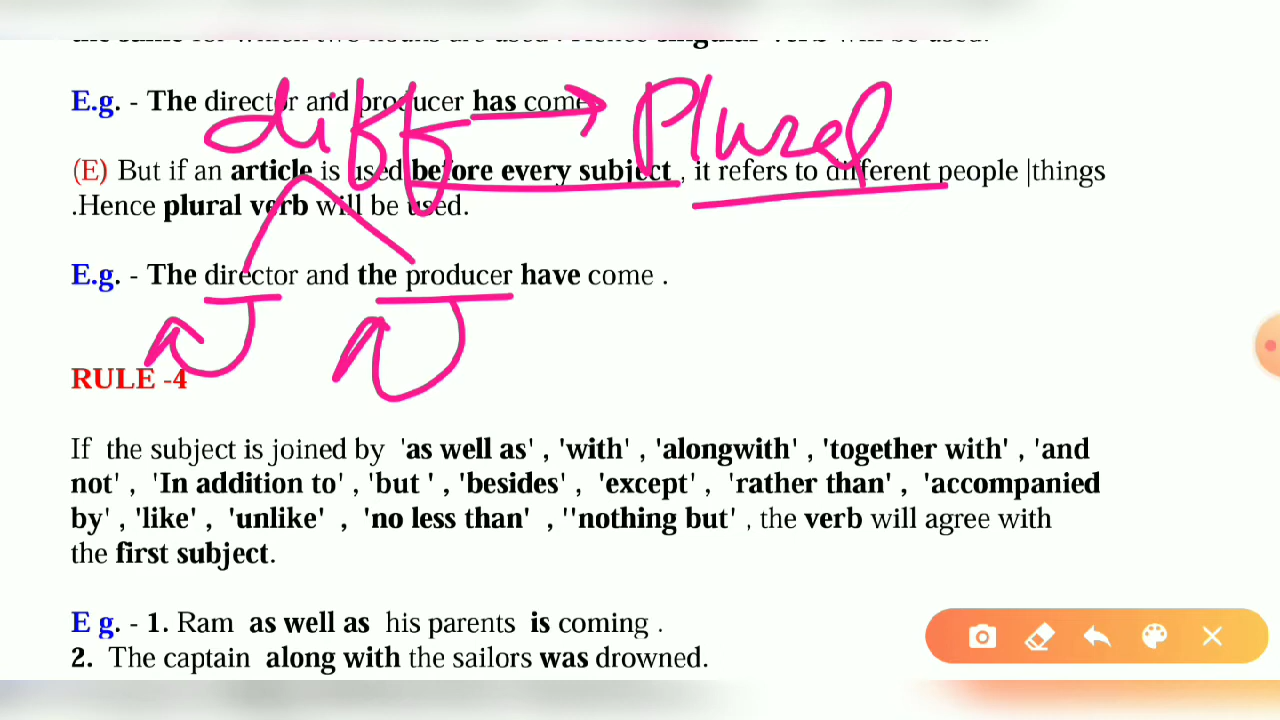 singular verb will be used.
E.g. - The director and producer has come
diff → Plural
(E) But if an article is used before every subject , it refers to different people |things
.Hence plural verb will be used.
E.g. - The director and the producer have come .
RULE -4
If the subject is joined by 'as well as' , 'with' , 'alongwith' , 'together with' , 'and
not' , 'In addition to' , 'but ' , 'besides' , 'except' , 'rather than' , 'accompanied
by' , 'like' , 'unlike' , 'no less than' , ''nothing but' , the verb will agree with
the first subject.
E g. - 1. Ram as well as his parents is coming .
2. The captain along with the sailors was drowned.